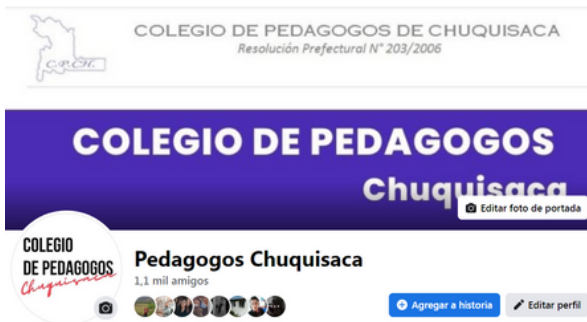 COLEGIO DE PEDAGOGOS DE CHUQUISACA
Resolución Prefectural N° 203/2006
C.P.CH.
COLEGIO DE PEDAGOGOS
Chuquisaca
Editar foto de portada
COLEGIO
DE PEDAGOGOS
Chuquisaca
Pedagogos Chuquisaca
1,1 mil amigos
Agregar a historia
Editar perfil